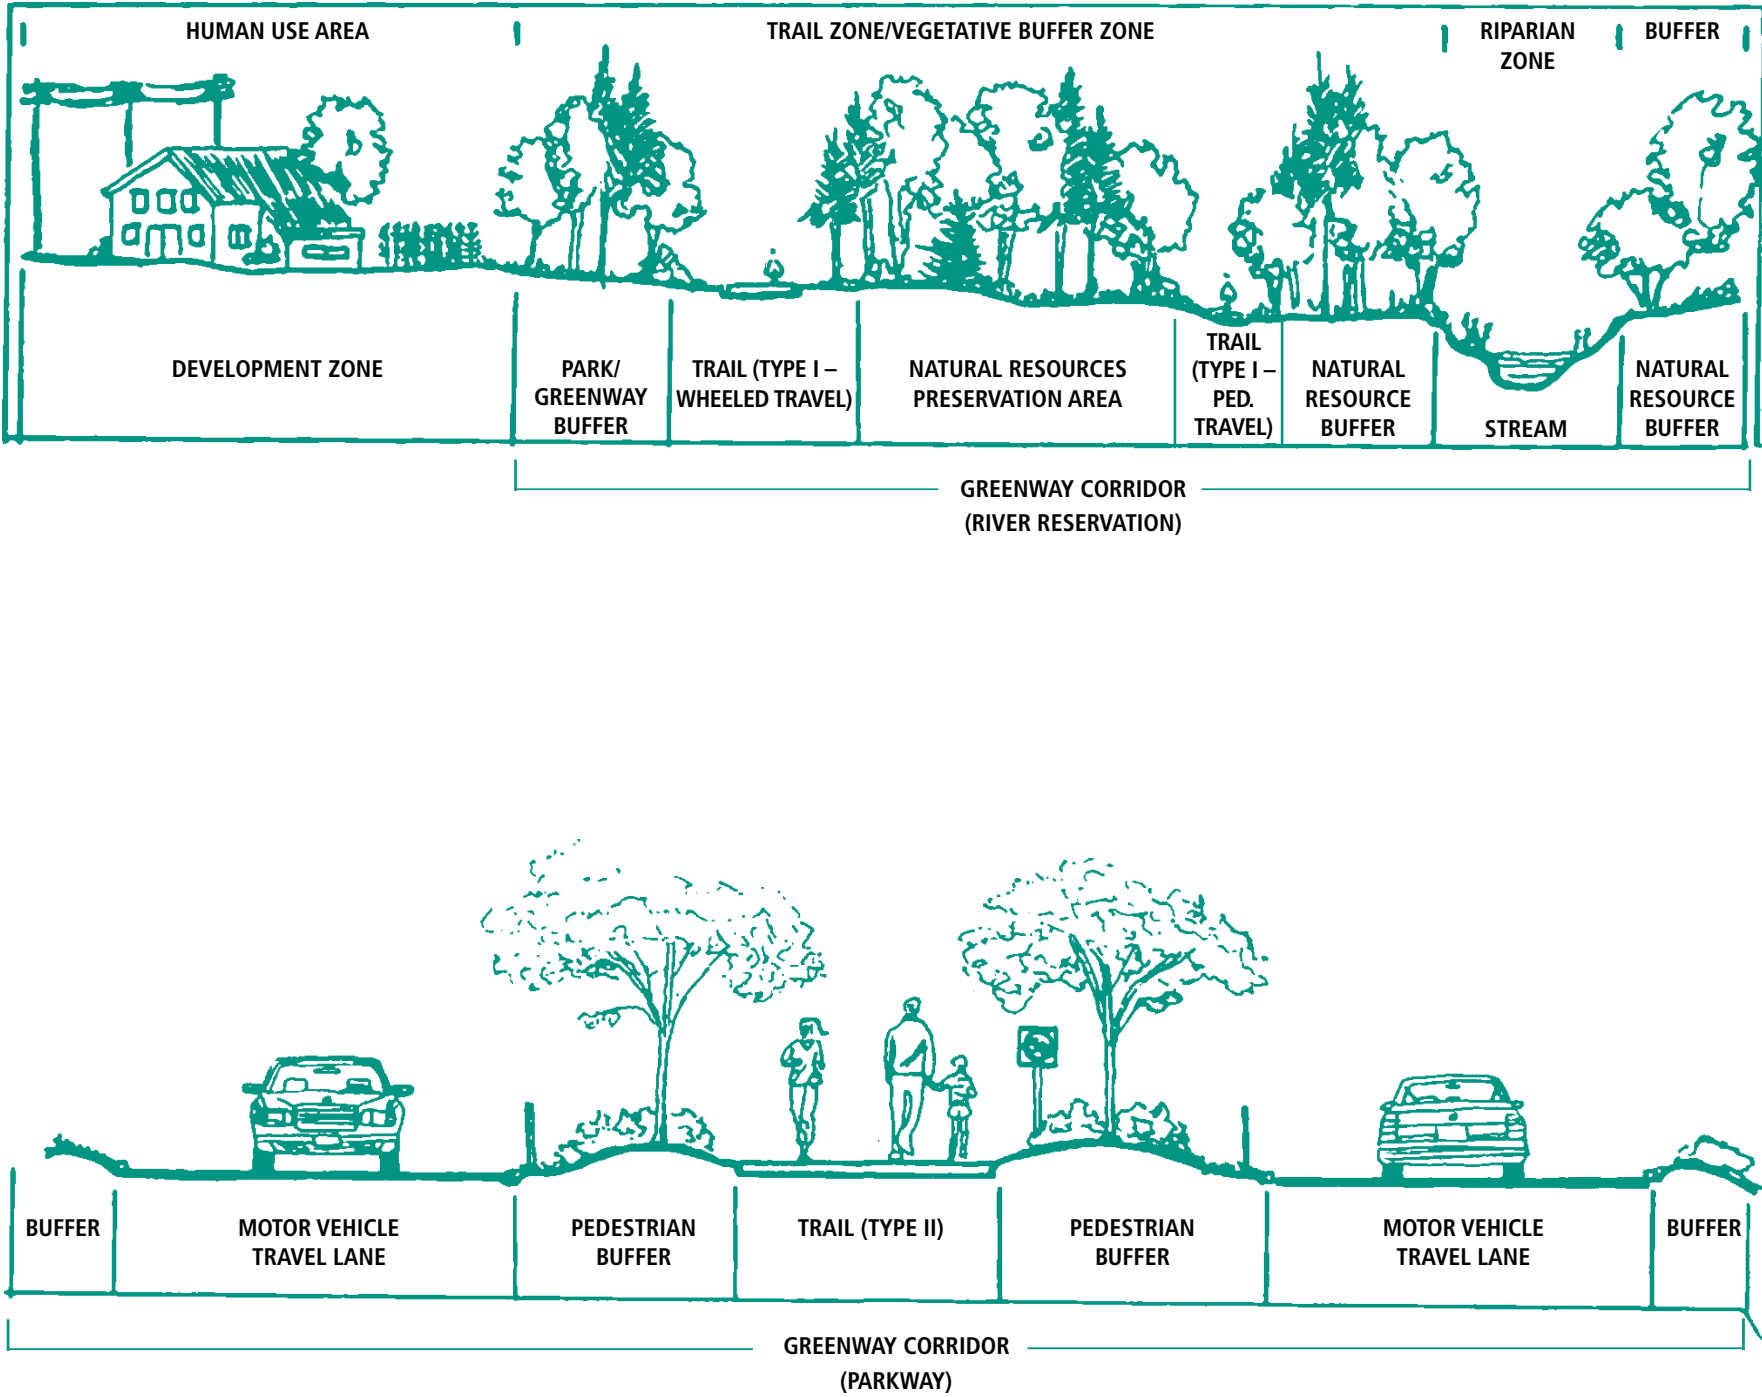 HUMAN USE AREA
TRAIL ZONE/VEGETATIVE BUFFER ZONE
RIPARIAN
ZONE
BUFFER
DEVELOPMENT ZONE
PARK/
GREENWAY
BUFFER
TRAIL (TYPE I –
WHEELED TRAVEL)
NATURAL RESOURCES
PRESERVATION AREA
TRAIL
(TYPE I –
PED.
TRAVEL)
NATURAL
RESOURCE
BUFFER
STREAM
NATURAL
RESOURCE
BUFFER
GREENWAY CORRIDOR
(RIVER RESERVATION)
BUFFER
MOTOR VEHICLE
TRAVEL LANE
PEDESTRIAN
BUFFER
TRAIL (TYPE II)
PEDESTRIAN
BUFFER
MOTOR VEHICLE
TRAVEL LANE
BUFFER
GREENWAY CORRIDOR
(PARKWAY)